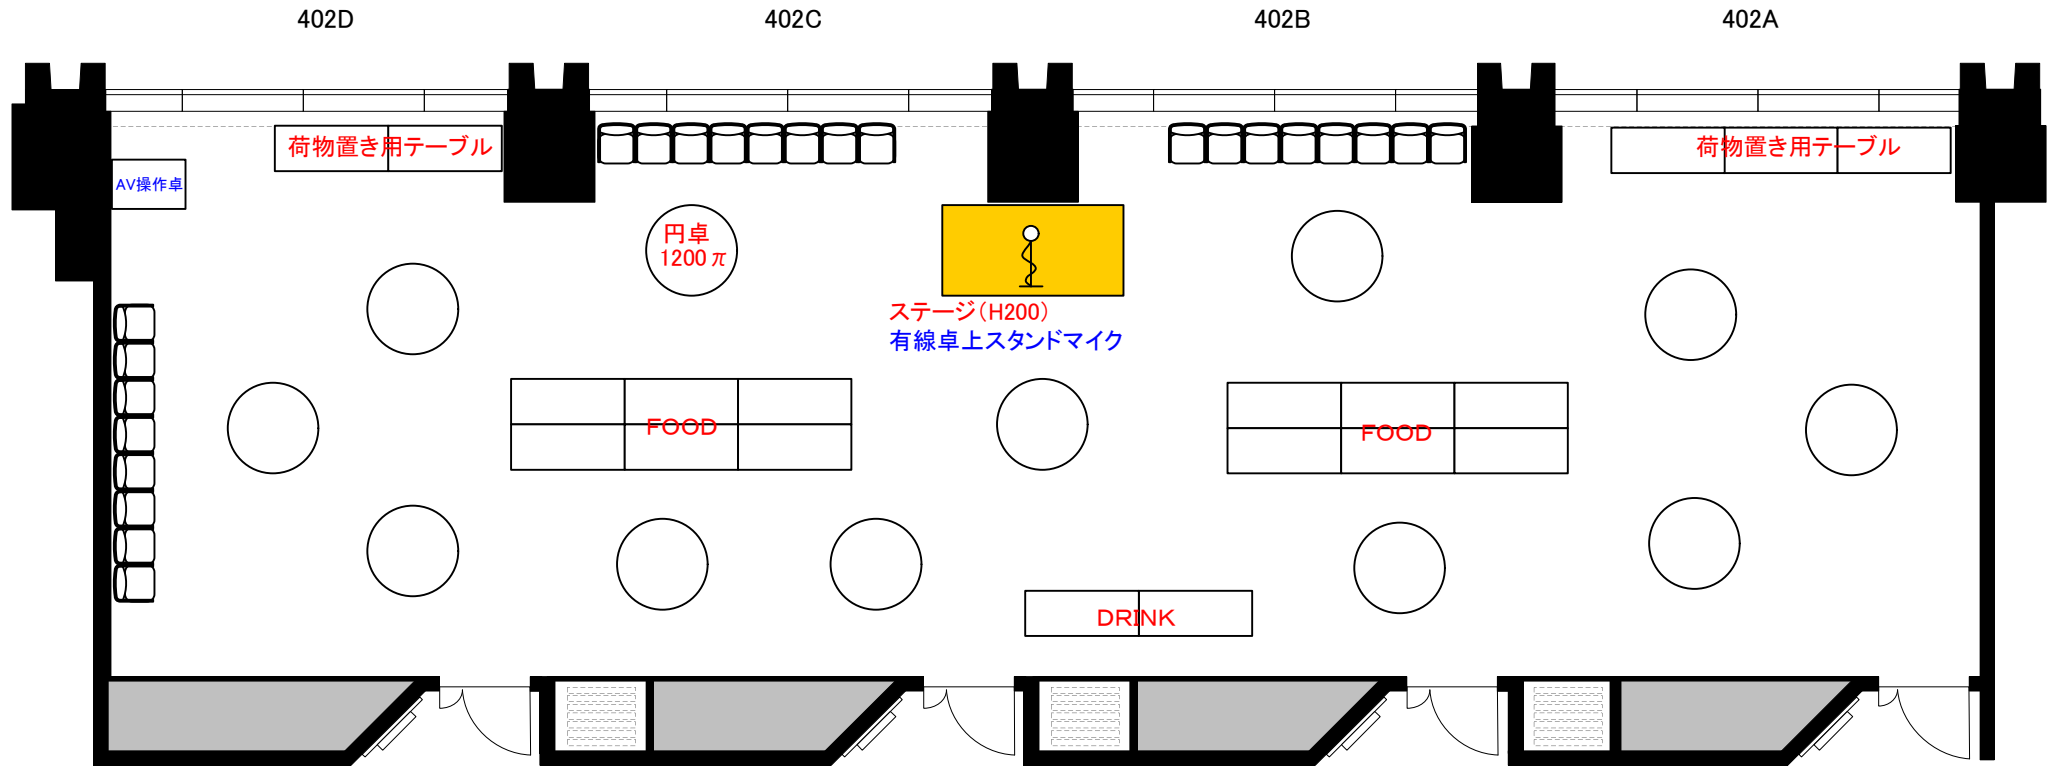 402D
402C
402B
402A
荷物置き用テーブル
荷物置き用テーブル
AV操作卓
円卓
1200π
ステージ(H200)
有線卓上スタンドマイク
FOOD
FOOD
DRINK